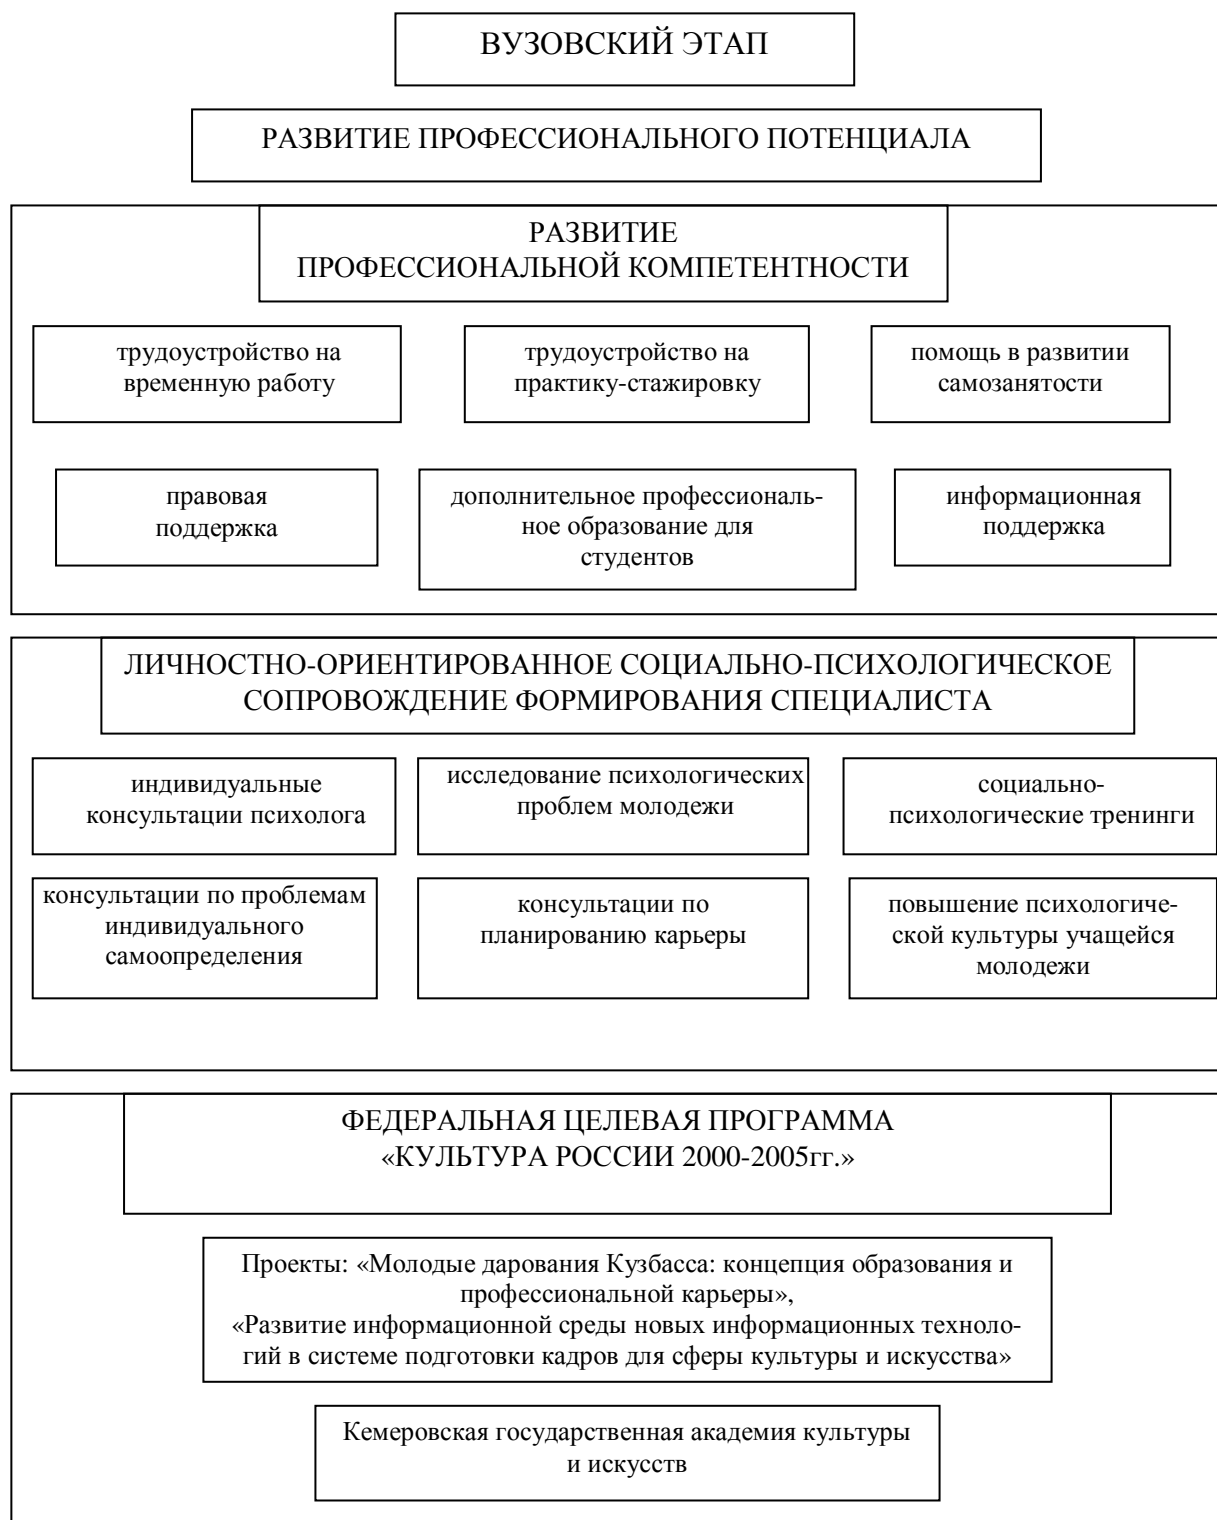 ВУЗОВСКИЙ ЭТАП
РАЗВИТИЕ ПРОФЕССИОНАЛЬНОГО ПОТЕНЦИАЛА
РАЗВИТИЕ
ПРОФЕССИОНАЛЬНОЙ КОМПЕТЕНТНОСТИ
трудоустройство на
временную работу
трудоустройство на
практику-стажировку
помощь в развитии
самозанятости
правовая
поддержка
дополнительное профессиональ-
ное образование для
студентов
информационная
поддержка
ЛИЧНОСТНО-ОРИЕНТИРОВАННОЕ СОЦИАЛЬНО-ПСИХОЛОГИЧЕСКОЕ
СОПРОВОЖДЕНИЕ ФОРМИРОВАНИЯ СПЕЦИАЛИСТА
индивидуальные
консультации психолога
исследование психологических
проблем молодежи
социально-
психологические тренинги
консультации по проблемам
индивидуального
самоопределения
консультации по
планированию карьеры
повышение психологиче-
ской культуры учащейся
молодежи
ФЕДЕРАЛЬНАЯ ЦЕЛЕВАЯ ПРОГРАММА
«КУЛЬТУРА РОССИИ 2000-2005гг.»
Проекты: «Молодые дарования Кузбасса: концепция образования и
профессиональной карьеры»,
«Развитие информационной среды новых информационных техноло-
гий в системе подготовки кадров для сферы культуры и искусства»
Кемеровская государственная академия культуры
и искусств